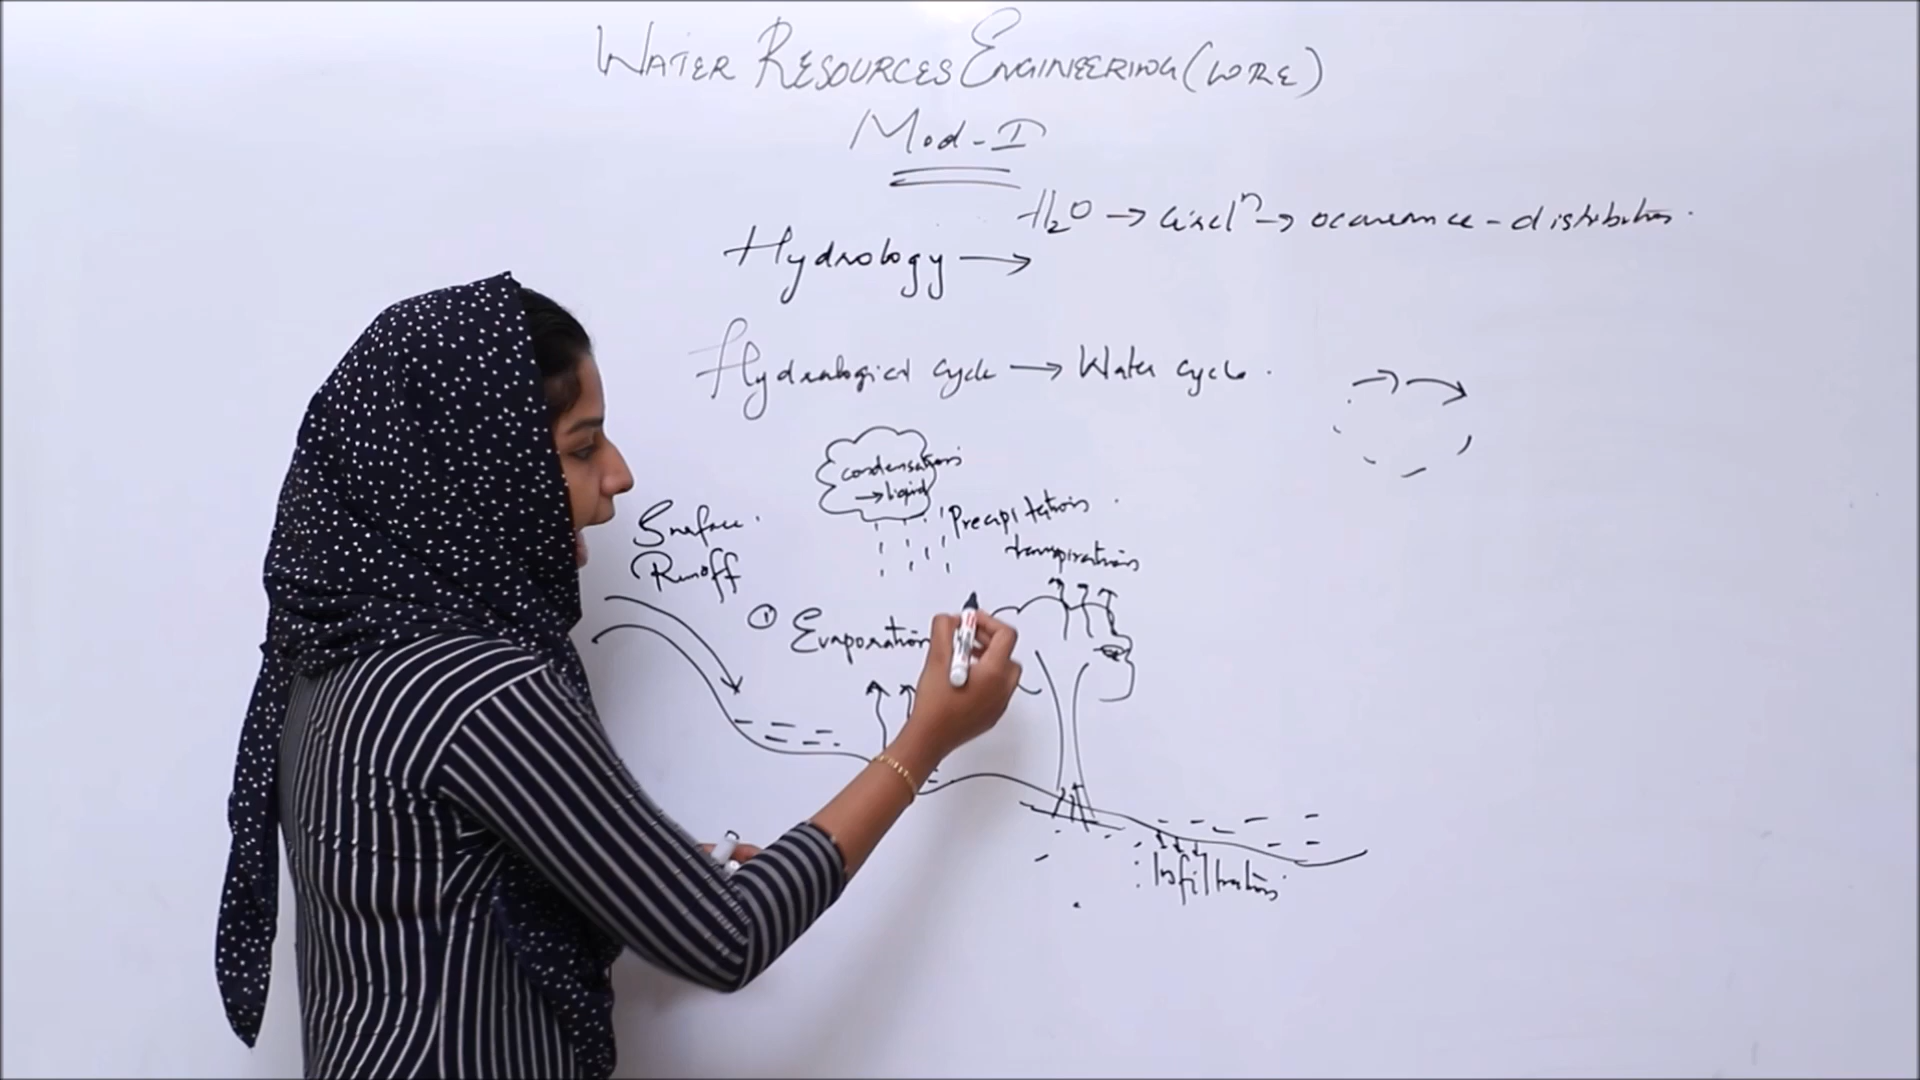 WATER RESOURCES ENGINEERING (WRE)
Mod-I
H₂O → Circlⁿ → occurance - distribution.
Hydrology →
Hydrological cycle → Water cycle.
condensation
→ liquid
Precipitation
transpiration
Surface
Runoff
① Evaporation
Infiltration